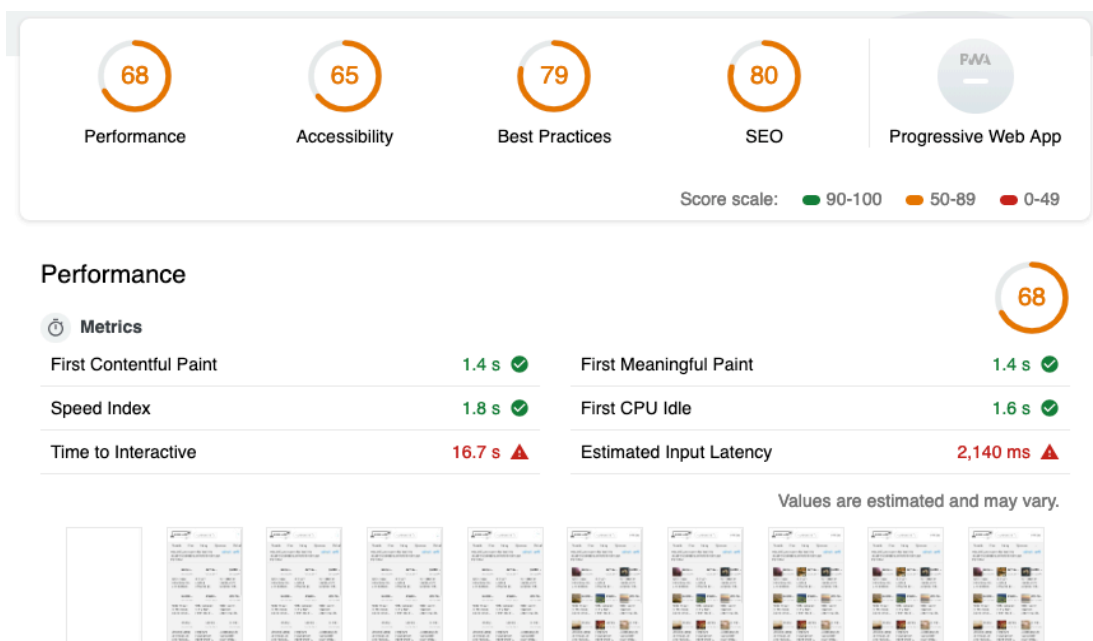 68 65 79 80 PWA
Performance Accessibility Best Practices SEO Progressive Web App
Score scale: 90-100 50-89 0-49
Performance
68
Metrics
First Contentful Paint 1.4 s First Meaningful Paint 1.4 s
Speed Index 1.8 s First CPU Idle 1.6 s
Time to Interactive 16.7 s Estimated Input Latency 2,140 ms
Values are estimated and may vary.